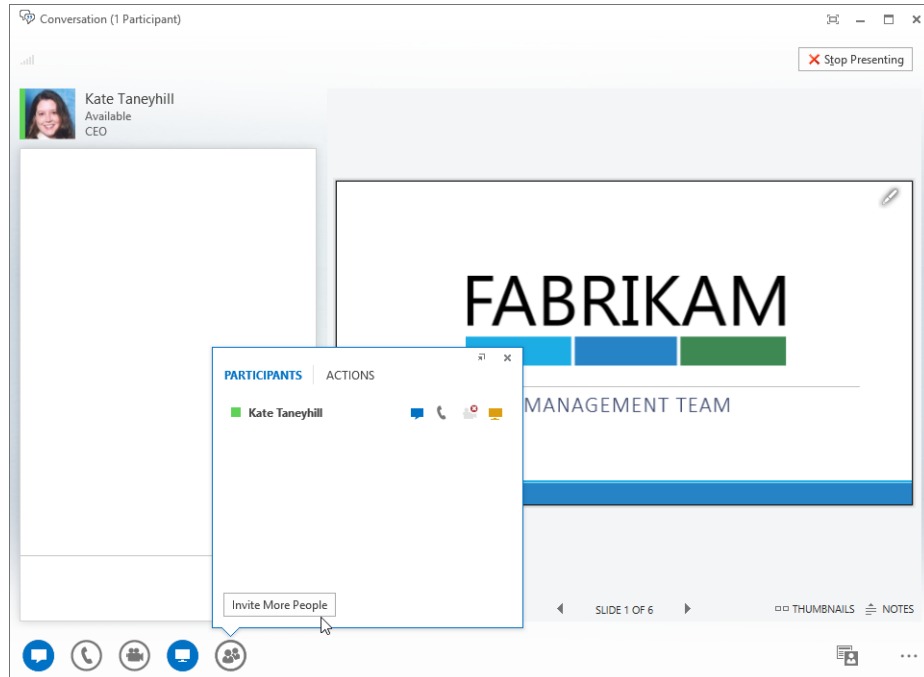 Conversation (1 Participant)
Stop Presenting
Kate Taneyhill
Available
CEO
FABRIKAM
MANAGEMENT TEAM
PARTICIPANTS
ACTIONS
Kate Taneyhill
Invite More People
SLIDE 1 OF 6
THUMBNAILS
NOTES